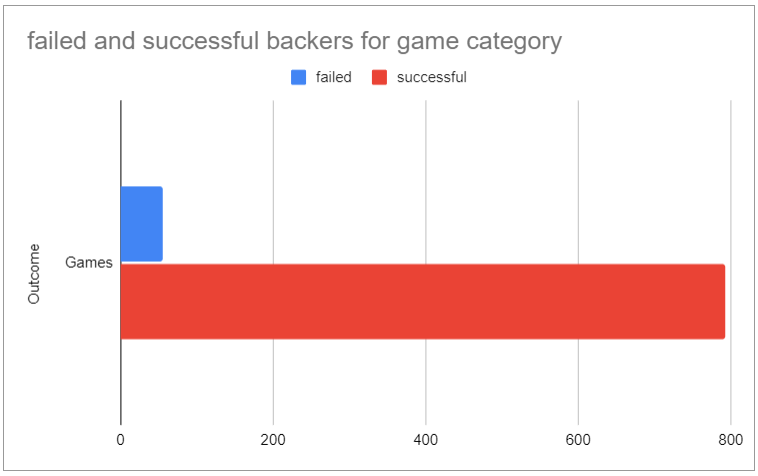 failed and successful backers for game category
failed successful
Outcome
Games
0 200 400 600 800